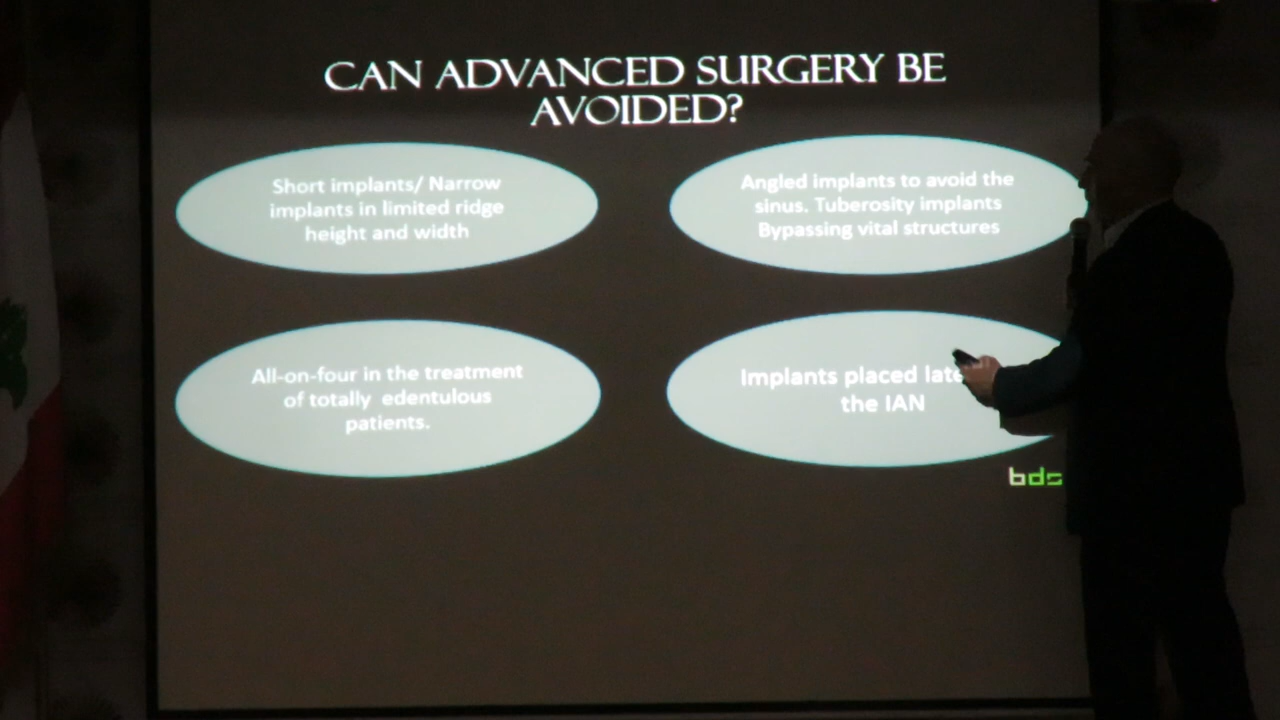 CAN ADVANCED SURGERY BE
AVOIDED?
Short implants/ Narrow
implants in limited ridge
height and width
Angled implants to avoid the
sinus. Tuberosity implants
Bypassing vital structures
All-on-four in the treatment
of totally edentulous
patients.
Implants placed
the IAN
bds